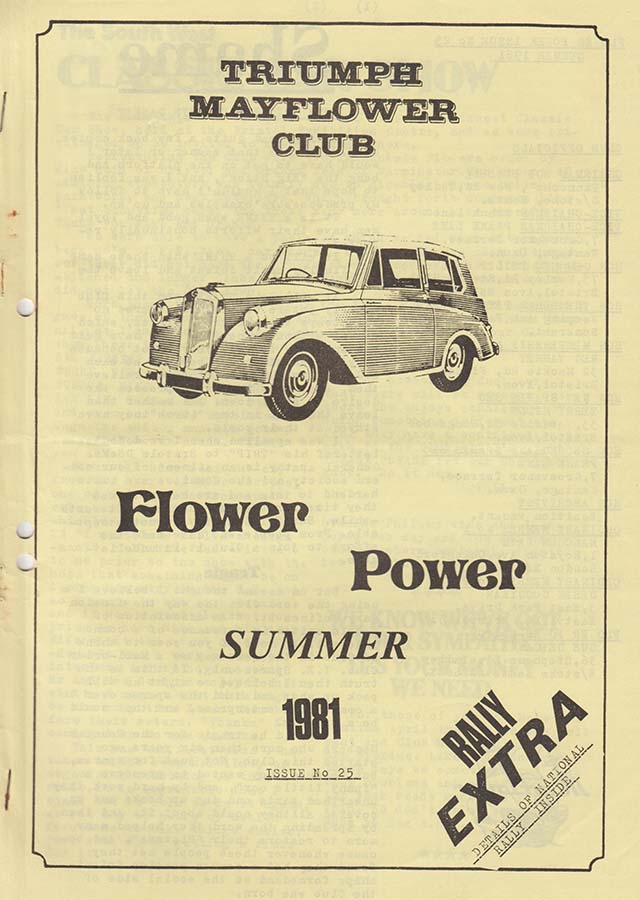 TRIUMPH
MAYFLOWER
CLUB
Flower
Power
SUMMER
1981
ISSUE No 25
RALLY
EXTRA
DETAILS OF NATIONAL
RALLY INSIDE